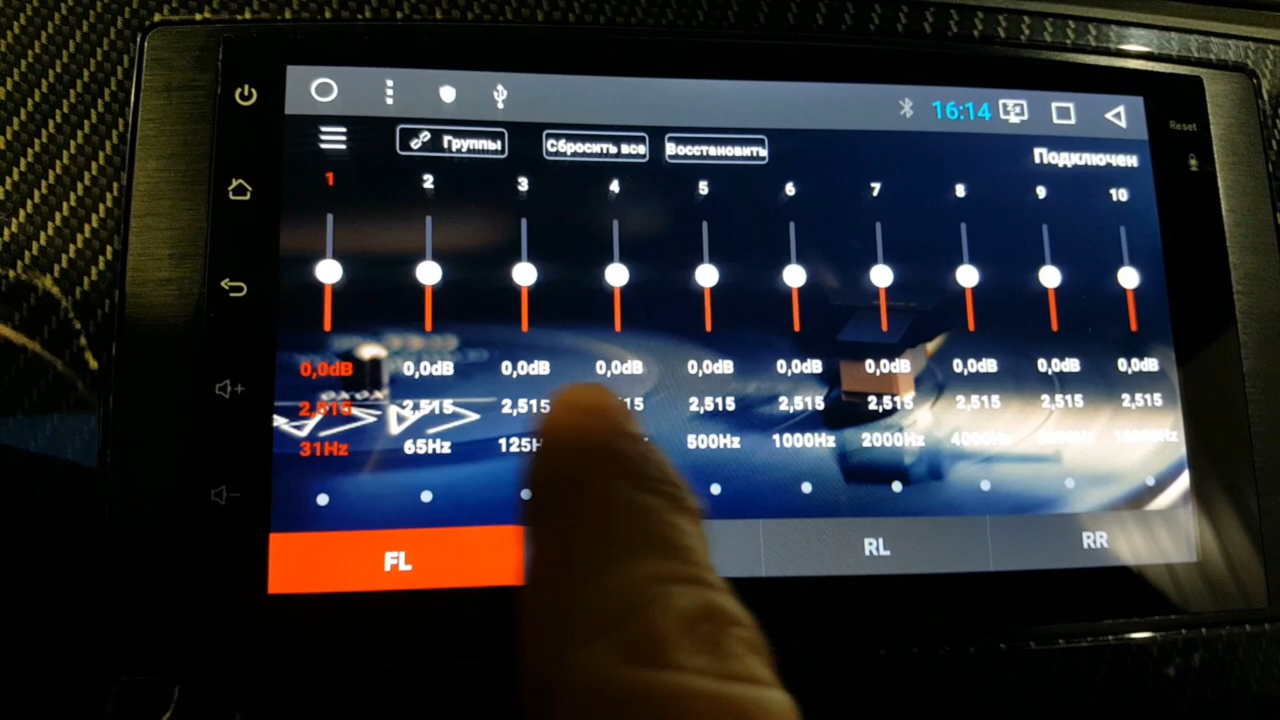 16:14
Reset
Группы Сбросить все Восстановить
Подключен
1 2 3 4 5 6 7 8 9 10
0,0dB 0,0dB 0,0dB 0,0dB 0,0dB 0,0dB 0,0dB 0,0dB 0,0dB 0,0dB
2,515 2,515 2,515 2,515 2,515 2,515 2,515 2,515 2,515
31Hz 65Hz 500Hz 1000Hz 2000Hz
FL RL RR